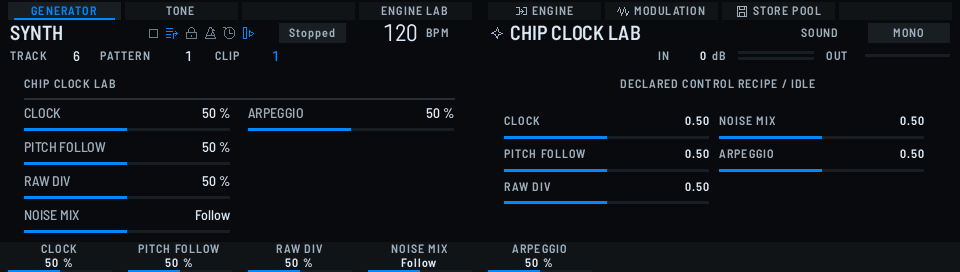 GENERATOR TONE ENGINE LAB ENGINE MODULATION STORE POOL
SYNTH Stopped 120 BPM CHIP CLOCK LAB SOUND MONO
TRACK 6 PATTERN 1 CLIP 1 IN 0 dB OUT
CHIP CLOCK LAB DECLARED CONTROL RECIPE / IDLE
CLOCK 50 % ARPEGGIO 50 %
CLOCK 0.50 NOISE MIX 0.50
PITCH FOLLOW 50 %
PITCH FOLLOW 0.50 ARPEGGIO 0.50
RAW DIV 50 %
RAW DIV 0.50
NOISE MIX Follow
CLOCK PITCH FOLLOW RAW DIV NOISE MIX ARPEGGIO
50 % 50 % 50 % Follow 50 %